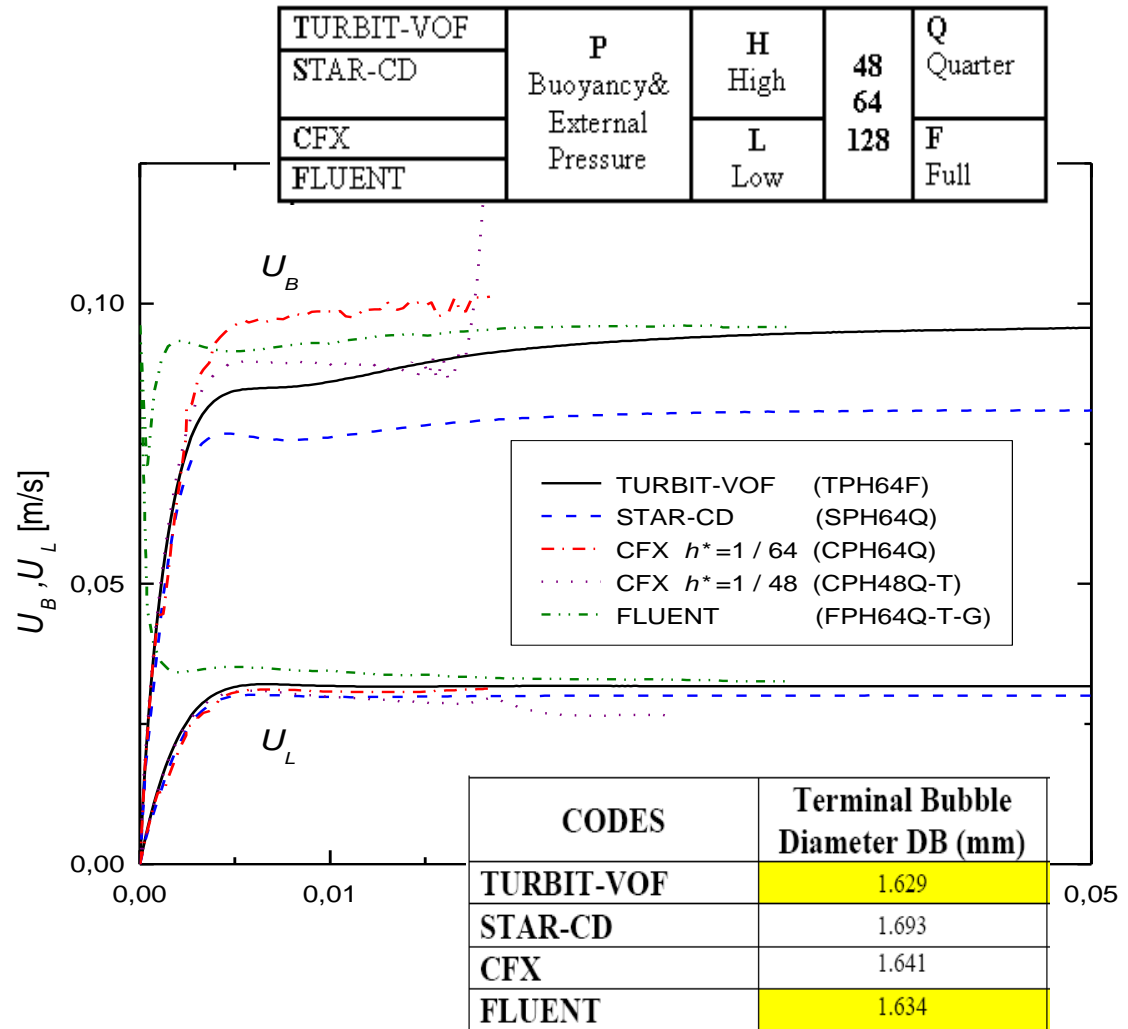 TURBIT-VOF
STAR-CD
CFX
FLUENT
P
Buoyancy&
External
Pressure
H
High
L
Low
48
64
128
Q
Quarter
F
Full
U_B
0,10
0,05
0,00
U_B ,U_L [m/s]
TURBIT-VOF (TPH64F)
STAR-CD (SPH64Q)
CFX h*=1 / 64 (CPH64Q)
CFX h*=1 / 48 (CPH48Q-T)
FLUENT (FPH64Q-T-G)
U_L
0,00
0,01
0,05
CODES
Terminal Bubble
Diameter DB (mm)
TURBIT-VOF 1.629
STAR-CD 1.693
CFX 1.641
FLUENT 1.634